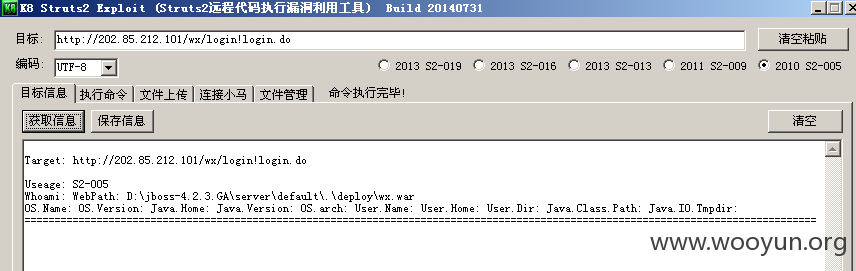 K8 Struts2 Exploit (Struts2远程代码执行漏洞利用工具) Build 20140731
目标: http://202.85.212.101/wx/login!login.do 清空粘贴
编码: UTF-8 2013 S2-019 2013 S2-016 2013 S2-013 2011 S2-009 2010 S2-005
目标信息 执行命令 文件上传 连接小马 文件管理 命令执行完毕!
获取信息 保存信息 清空
Target: http://202.85.212.101/wx/login!login.do
Useage: S2-005
Whoami: WebPath: D:\jboss-4.2.3.GA\server\default\.\deploy\wx.war
OS.Name: OS.Version: Java.Home: Java.Version: OS.arch: User.Name: User.Home: User.Dir: Java.Class.Path: Java.IO.Tmpdir:
www.wooyun.org